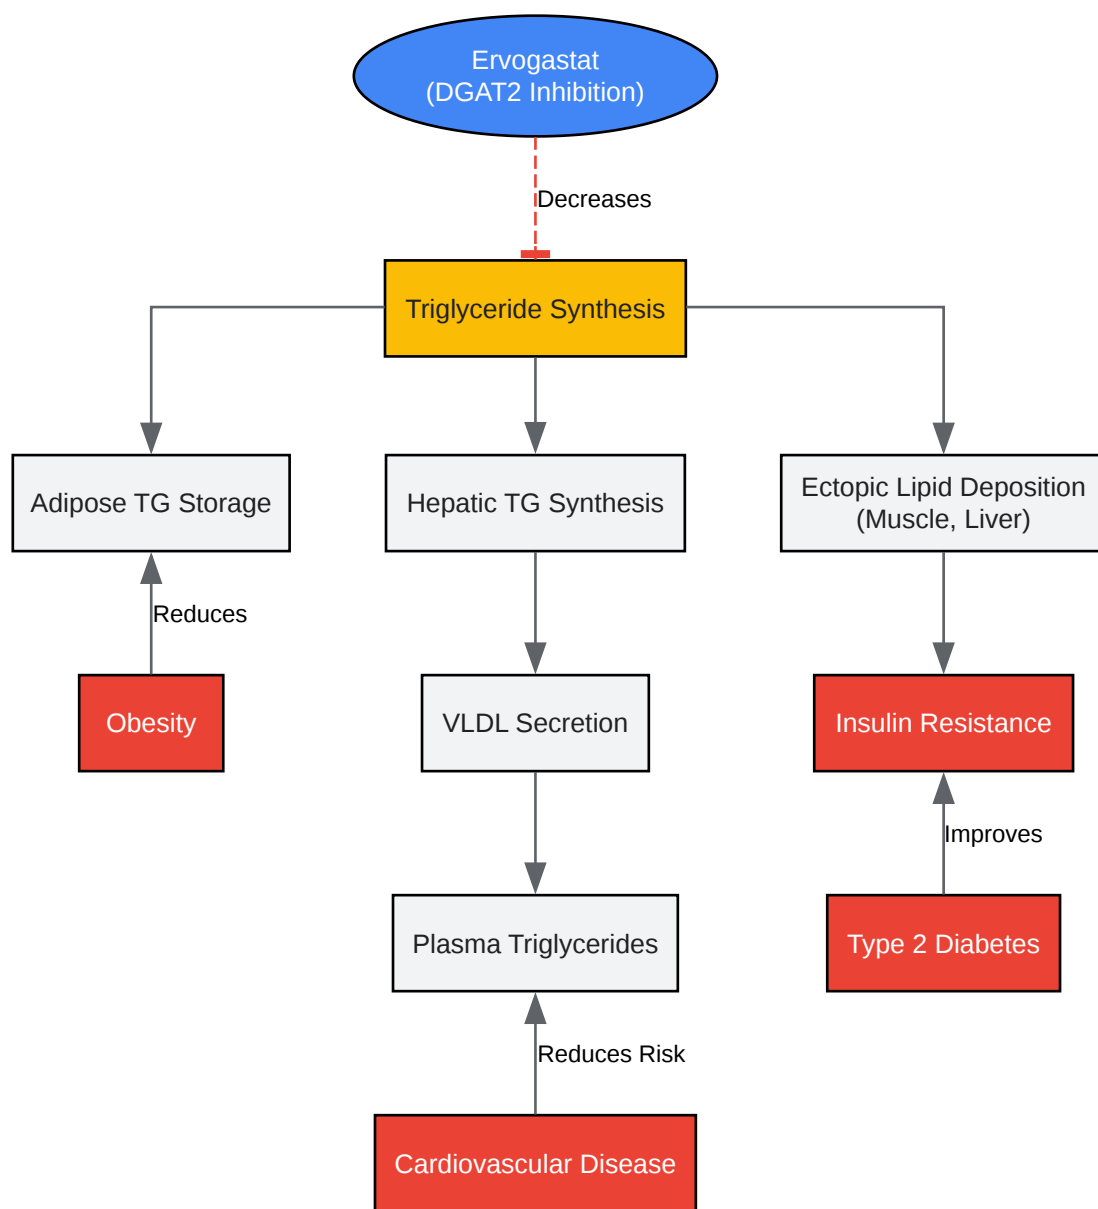 Ervogastat
(DGAT2 Inhibition)
Decreases
Triglyceride Synthesis
Adipose TG Storage
Hepatic TG Synthesis
Ectopic Lipid Deposition
(Muscle, Liver)
Reduces
Obesity
VLDL Secretion
Insulin Resistance
Improves
Plasma Triglycerides
Type 2 Diabetes
Reduces Risk
Cardiovascular Disease